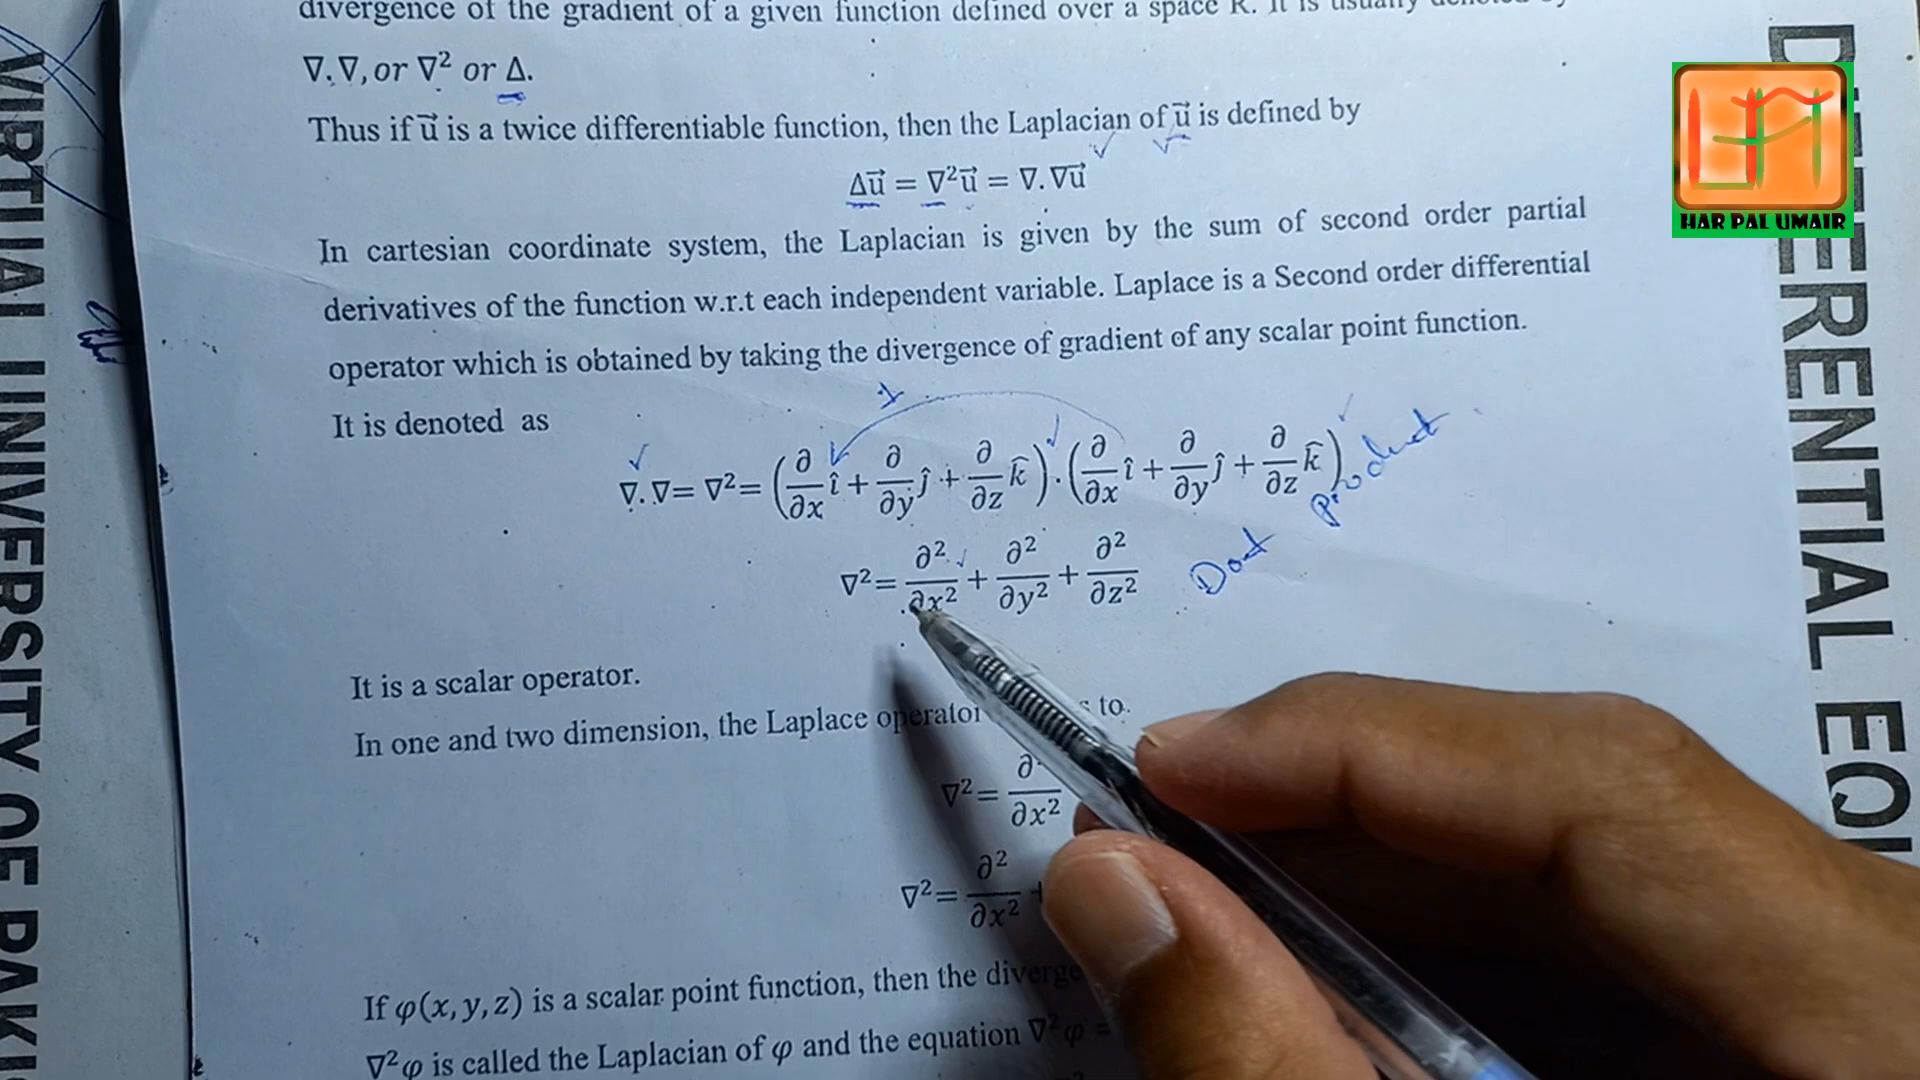 divergence of the gradient of a given function defined over a space R. It is usually denoted by
∇.∇, or ∇² or Δ.
Thus if u⃗ is a twice differentiable function, then the Laplacian of u⃗ is defined by
Δu⃗ = ∇²u⃗ = ∇.∇u⃗
In cartesian coordinate system, the Laplacian is given by the sum of second order partial
derivatives of the function w.r.t each independent variable. Laplace is a Second order differential
operator which is obtained by taking the divergence of gradient of any scalar point function.
It is denoted as
1
∇.∇= ∇²= (∂/∂x î + ∂/∂y ĵ + ∂/∂z k̂) . (∂/∂x î + ∂/∂y ĵ + ∂/∂z k̂)
Dot product
∇²= ∂²/∂x² + ∂²/∂y² + ∂²/∂z²
It is a scalar operator.
In one and two dimension, the Laplace operator to.
∇²= ∂/∂x²
∇²= ∂²/∂x² +
If φ(x, y, z) is a scalar point function, then the
∇²φ is called the Laplacian of φ and the equation ∇²φ =
VIRTUAL UNIVERSITY OF PAKI
DIFFERENTIAL EQU
HAR PAL UMAIR